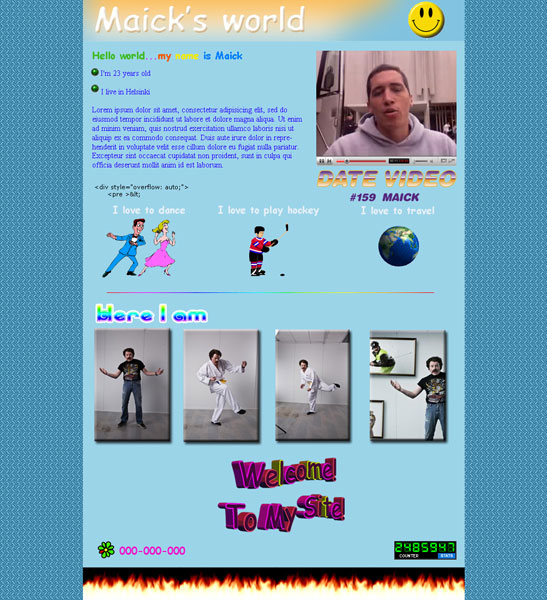 Maick's world
Hello world...my name is Maick
I'm 23 years old
I live in Helsinki
Lorem ipsum dolor sit amet, consectetur adipisicing elit, sed do
eiusmod tempor incididunt ut labore et dolore magna aliqua. Ut enim
ad minim veniam, quis nostrud exercitation ullamco laboris nisi ut
aliquip ex ea commodo consequat. Duis aute irure dolor in repre-
henderit in voluptate velit esse cillum dolore eu fugiat nulla pariatur.
Excepteur sint occaecat cupidatat non proident, sunt in culpa qui
officia deserunt mollit anim id est laborum.
DATE VIDEO
#159 MAICK
<div style="overflow: auto;">
<pre >&lt;
I love to dance
I love to play hockey
I love to travel
Here I am
Welcome
To My Site
000-000-000
2485947
COUNTER